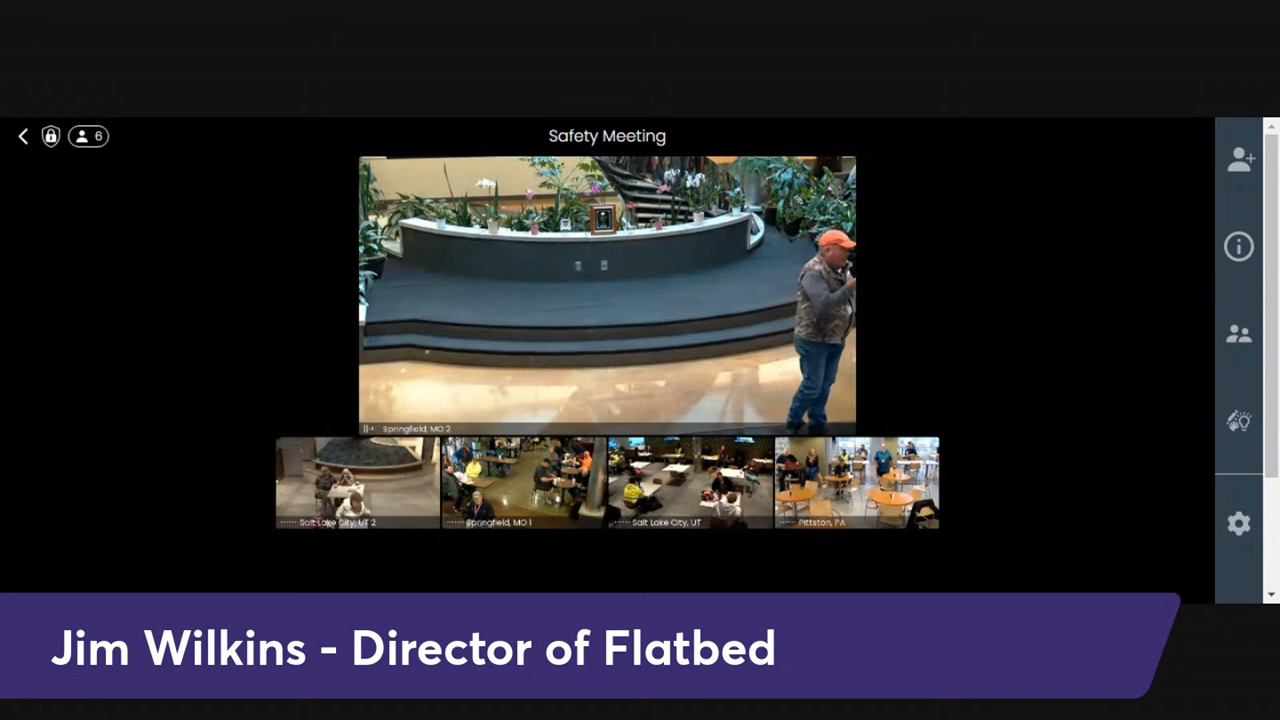 6
Safety Meeting
Springfield, MO 2
Salt Lake City, UT 2
Springfield, MO 1
Salt Lake City, UT
Pittston, PA
Jim Wilkins - Director of Flatbed